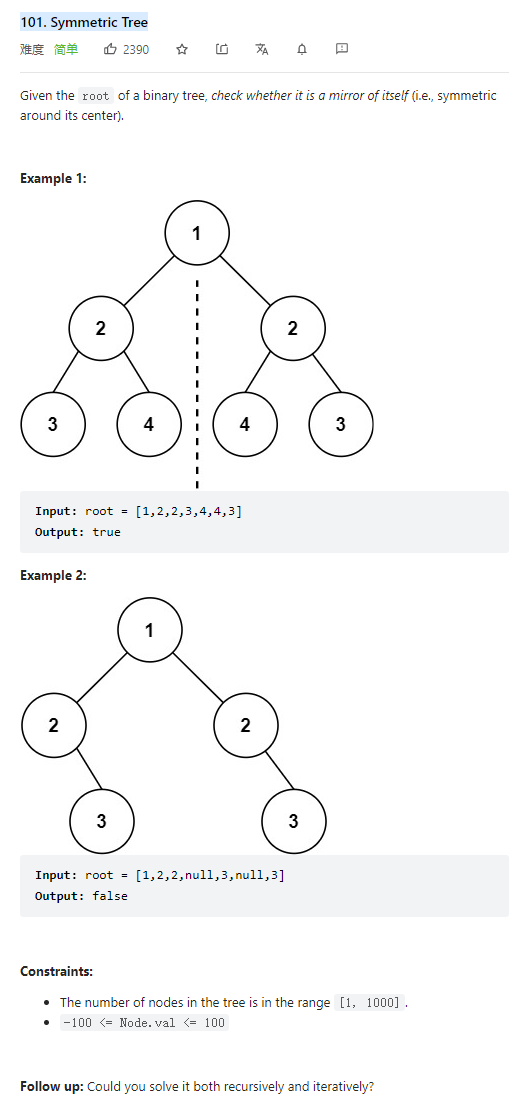 101. Symmetric Tree
难度 简单 2390
Given the root of a binary tree, check whether it is a mirror of itself (i.e., symmetric
around its center).
Example 1:
1
2 2
3 4 4 3
Input: root = [1,2,2,3,4,4,3]
Output: true
Example 2:
1
2 2
3 3
Input: root = [1,2,2,null,3,null,3]
Output: false
Constraints:
• The number of nodes in the tree is in the range [1, 1000].
• -100 <= Node.val <= 100
Follow up: Could you solve it both recursively and iteratively?